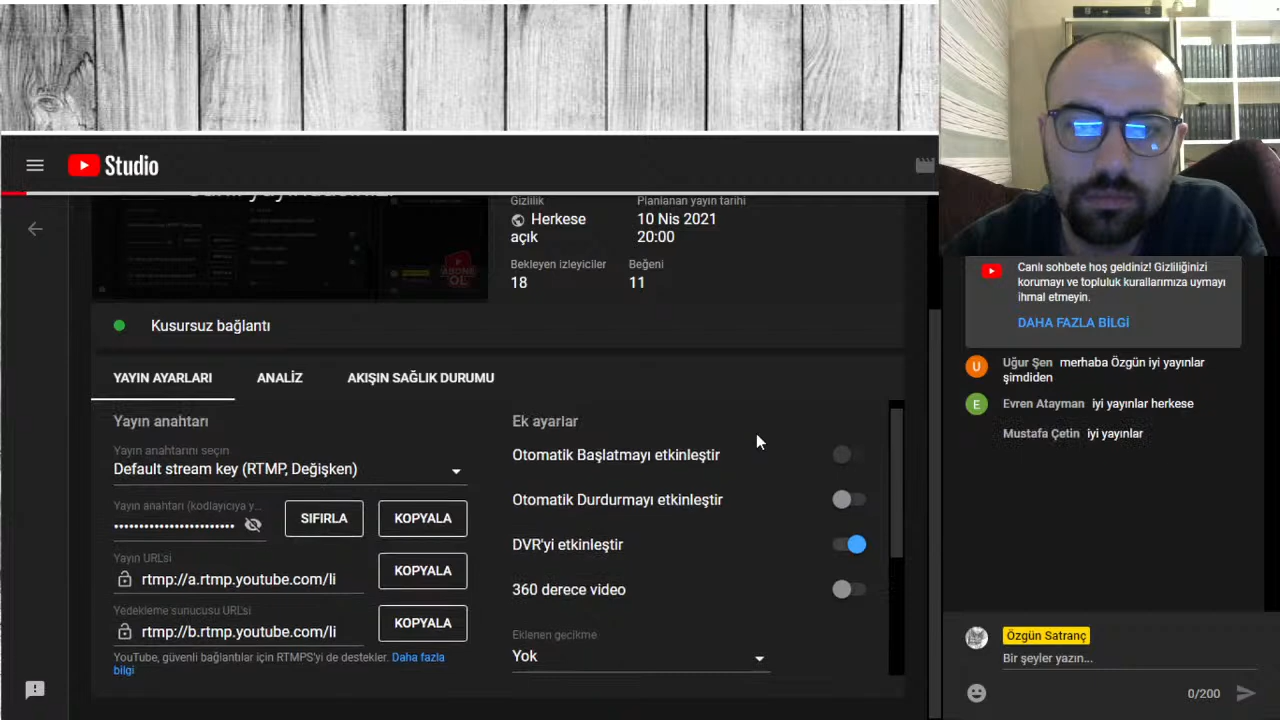 Studio
Gizlilik
Herkese
açık
Planlanan yayın tarihi
10 Nis 2021
20:00
Bekleyen izleyiciler
18
Beğeni
11
ABONE
OL
Kusursuz bağlantı
YAYIN AYARLARI
ANALİZ
AKIŞIN SAĞLIK DURUMU
Yayın anahtarı
Yayın anahtarını seçin
Default stream key (RTMP, Değişken)
Yayın anahtarı (kodlayıcıya y...
••••••••••••••••••••••••
SIFIRLA
KOPYALA
Yayın URL'si
rtmp://a.rtmp.youtube.com/li
KOPYALA
Yedekleme sunucusu URL'si
rtmp://b.rtmp.youtube.com/li
KOPYALA
YouTube, güvenli bağlantılar için RTMPS'yi de destekler. Daha fazla
bilgi
Ek ayarlar
Otomatik Başlatmayı etkinleştir
Otomatik Durdurmayı etkinleştir
DVR'yi etkinleştir
360 derece video
Eklenen gecikme
Yok
Canlı sohbete hoş geldiniz! Gizliliğinizi
korumayı ve topluluk kurallarımıza uymayı
ihmal etmeyin.
DAHA FAZLA BİLGİ
U
Uğur Şen merhaba Özgün iyi yayınlar
şimdiden
E
Evren Atayman iyi yayınlar herkese
Mustafa Çetin iyi yayınlar
Özgün Satranç
Bir şeyler yazın...
0/200